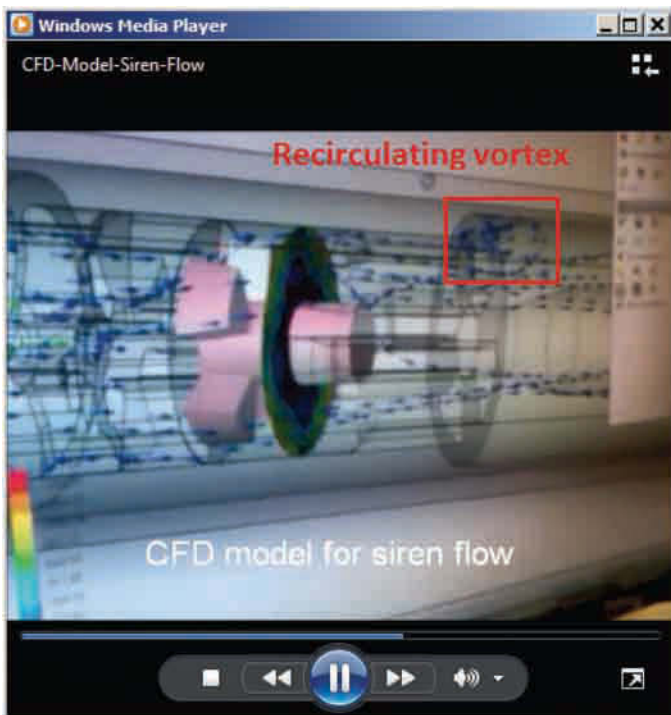 Windows Media Player
CFD-Model-Siren-Flow
Recirculating vortex
CFD model for siren flow